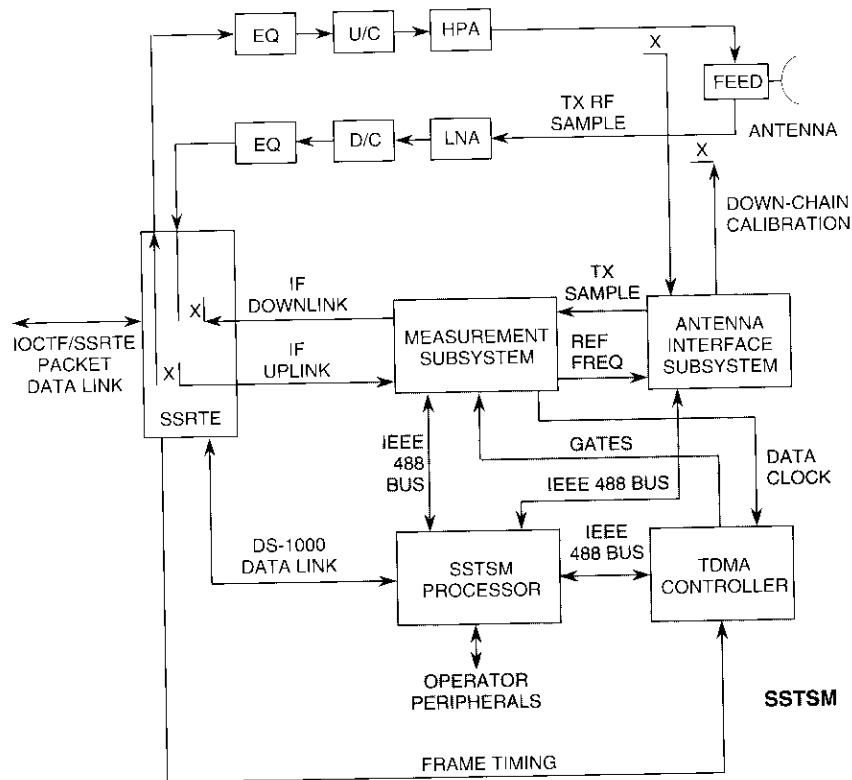 EQ
U/C
HPA
X
FEED
TX RF
SAMPLE
ANTENNA
EQ
D/C
LNA
X
DOWN-CHAIN
CALIBRATION
IF
DOWNLINK
X
TX
SAMPLE
IOCTF/SSRTE
PACKET
DATA LINK
MEASUREMENT
SUBSYSTEM
ANTENNA
INTERFACE
SUBSYSTEM
REF
FREQ
IF
UPLINK
X
SSRTE
IEEE
488
BUS
GATES
DATA
CLOCK
IEEE 488 BUS
IEEE
488 BUS
DS-1000
DATA LINK
SSTSM
PROCESSOR
TDMA
CONTROLLER
OPERATOR
PERIPHERALS
SSTSM
FRAME TIMING